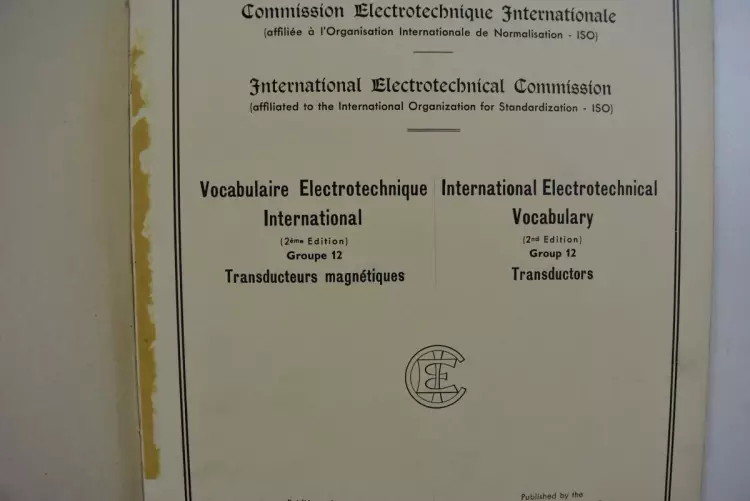 Commission Electrotechnique Internationale
(affiliée à l'Organisation Internationale de Normalisation - ISO)
International Electrotechnical Commission
(affiliated to the International Organization for Standardization - ISO)
Vocabulaire Electrotechnique
International
(2ème Edition)
Groupe 12
Transducteurs magnétiques
International Electrotechnical
Vocabulary
(2nd Edition)
Group 12
Transductors
CEI
Published by the